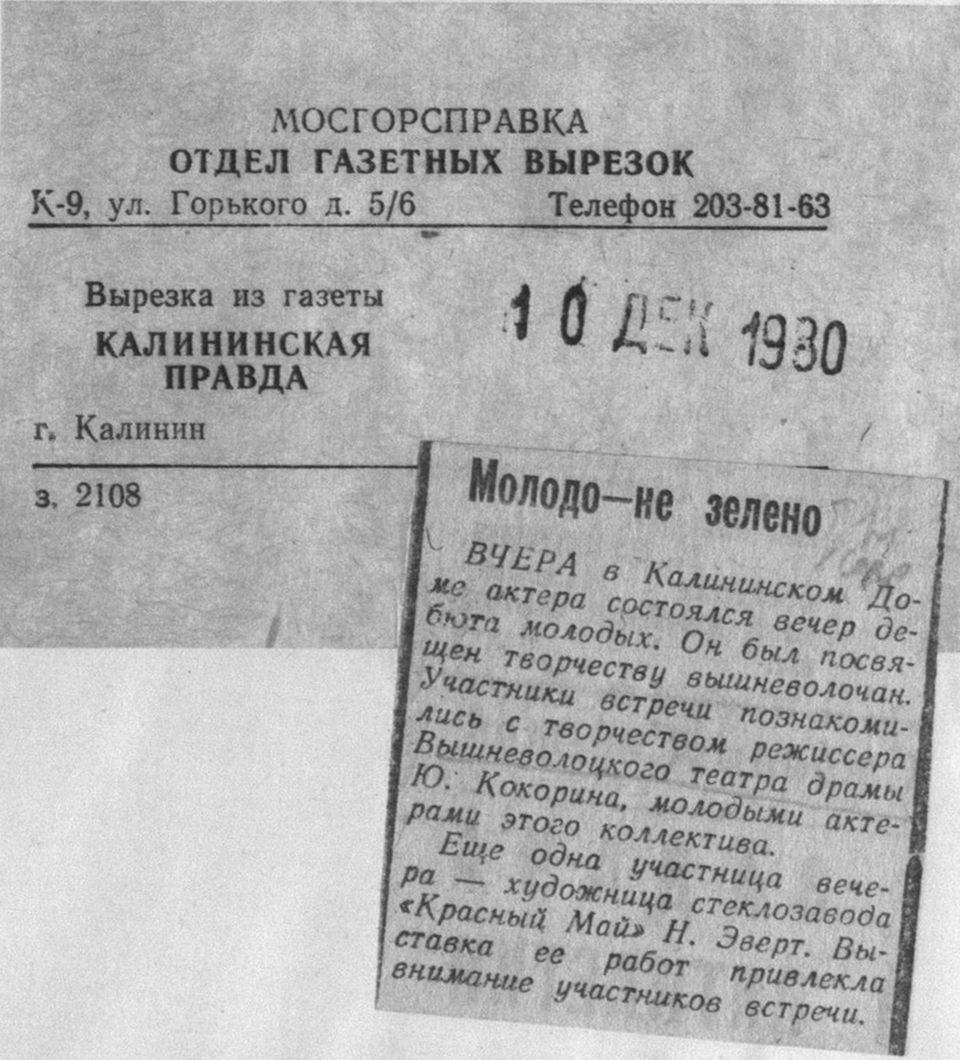 МОСГОРСПРАВКА
ОТДЕЛ ГАЗЕТНЫХ ВЫРЕЗОК
К-9, ул. Горького д. 5/6 Телефон 203-81-63
Вырезка из газеты
КАЛИНИНСКАЯ
ПРАВДА
г. Калинин
10 ДЕК 1980
з. 2108
Молодо—не зелено
ВЧЕРА в Калининском До-
ме актера состоялся вечер де-
бюта молодых. Он был посвя-
щен творчеству вышневолочан.
Участники встречи познакоми-
лись с творчеством режиссера
Вышневолоцкого театра драмы
Ю. Кокорина, молодыми акте-
рами этого коллектива.
Еще одна участница вече-
ра — художница стеклозавода
«Красный Май» Н. Эверт. Вы-
ставка ее работ привлекла
внимание участников встречи.